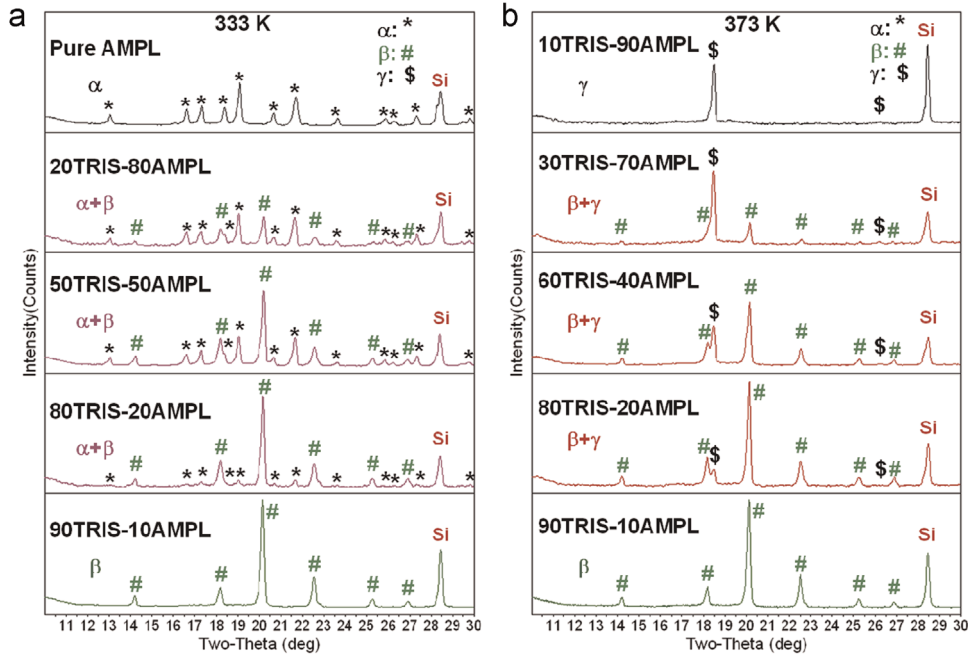 a
333 K
Pure AMPL
α: *
β: #
γ: $
Si
α
* * * * * * * * * * * *
20TRIS-80AMPL
α+β
Si
* # * * # * * # * * # # * * # * *
50TRIS-50AMPL
α+β
Si
* # * * # * * # * * # * # * * # * *
80TRIS-20AMPL
α+β
Si
* # * * # * * # * * # * # * * # * *
90TRIS-10AMPL
β
Si
# # # # # #
Intensity(Counts)
11 12 13 14 15 16 17 18 19 20 21 22 23 24 25 26 27 28 29 30
Two-Theta (deg)
b
373 K
10TRIS-90AMPL
α: *
β: #
γ: $
Si
γ
$ $
30TRIS-70AMPL
β+γ
Si
# # $ # # # $ #
60TRIS-40AMPL
β+γ
Si
# # $ # # # $ #
80TRIS-20AMPL
β+γ
Si
# # $ # # # $ #
90TRIS-10AMPL
β
Si
# # # # # #
Intensity(Counts)
11 12 13 14 15 16 17 18 19 20 21 22 23 24 25 26 27 28 29 30
Two-Theta (deg)